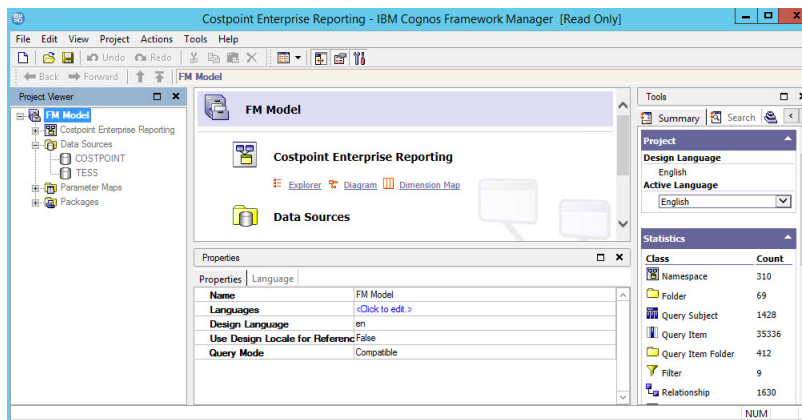 Costpoint Enterprise Reporting - IBM Cognos Framework Manager [Read Only]
File Edit View Project Actions Tools Help
Undo Redo
Back Forward FM Model
Project Viewer
FM Model
Costpoint Enterprise Reporting
Data Sources
COSTPOINT
TESS
Parameter Maps
Packages
FM Model
Costpoint Enterprise Reporting
Explorer Diagram Dimension Map
Data Sources
Properties
Properties Language
Name FM Model
Languages <Click to edit.>
Design Language en
Use Design Locale for Referenc False
Query Mode Compatible
Tools
Summary Search
Project
Design Language
English
Active Language
English
Statistics
Class Count
Namespace 310
Folder 69
Query Subject 1428
Query Item 35336
Query Item Folder 412
Filter 9
Relationship 1630
NUM